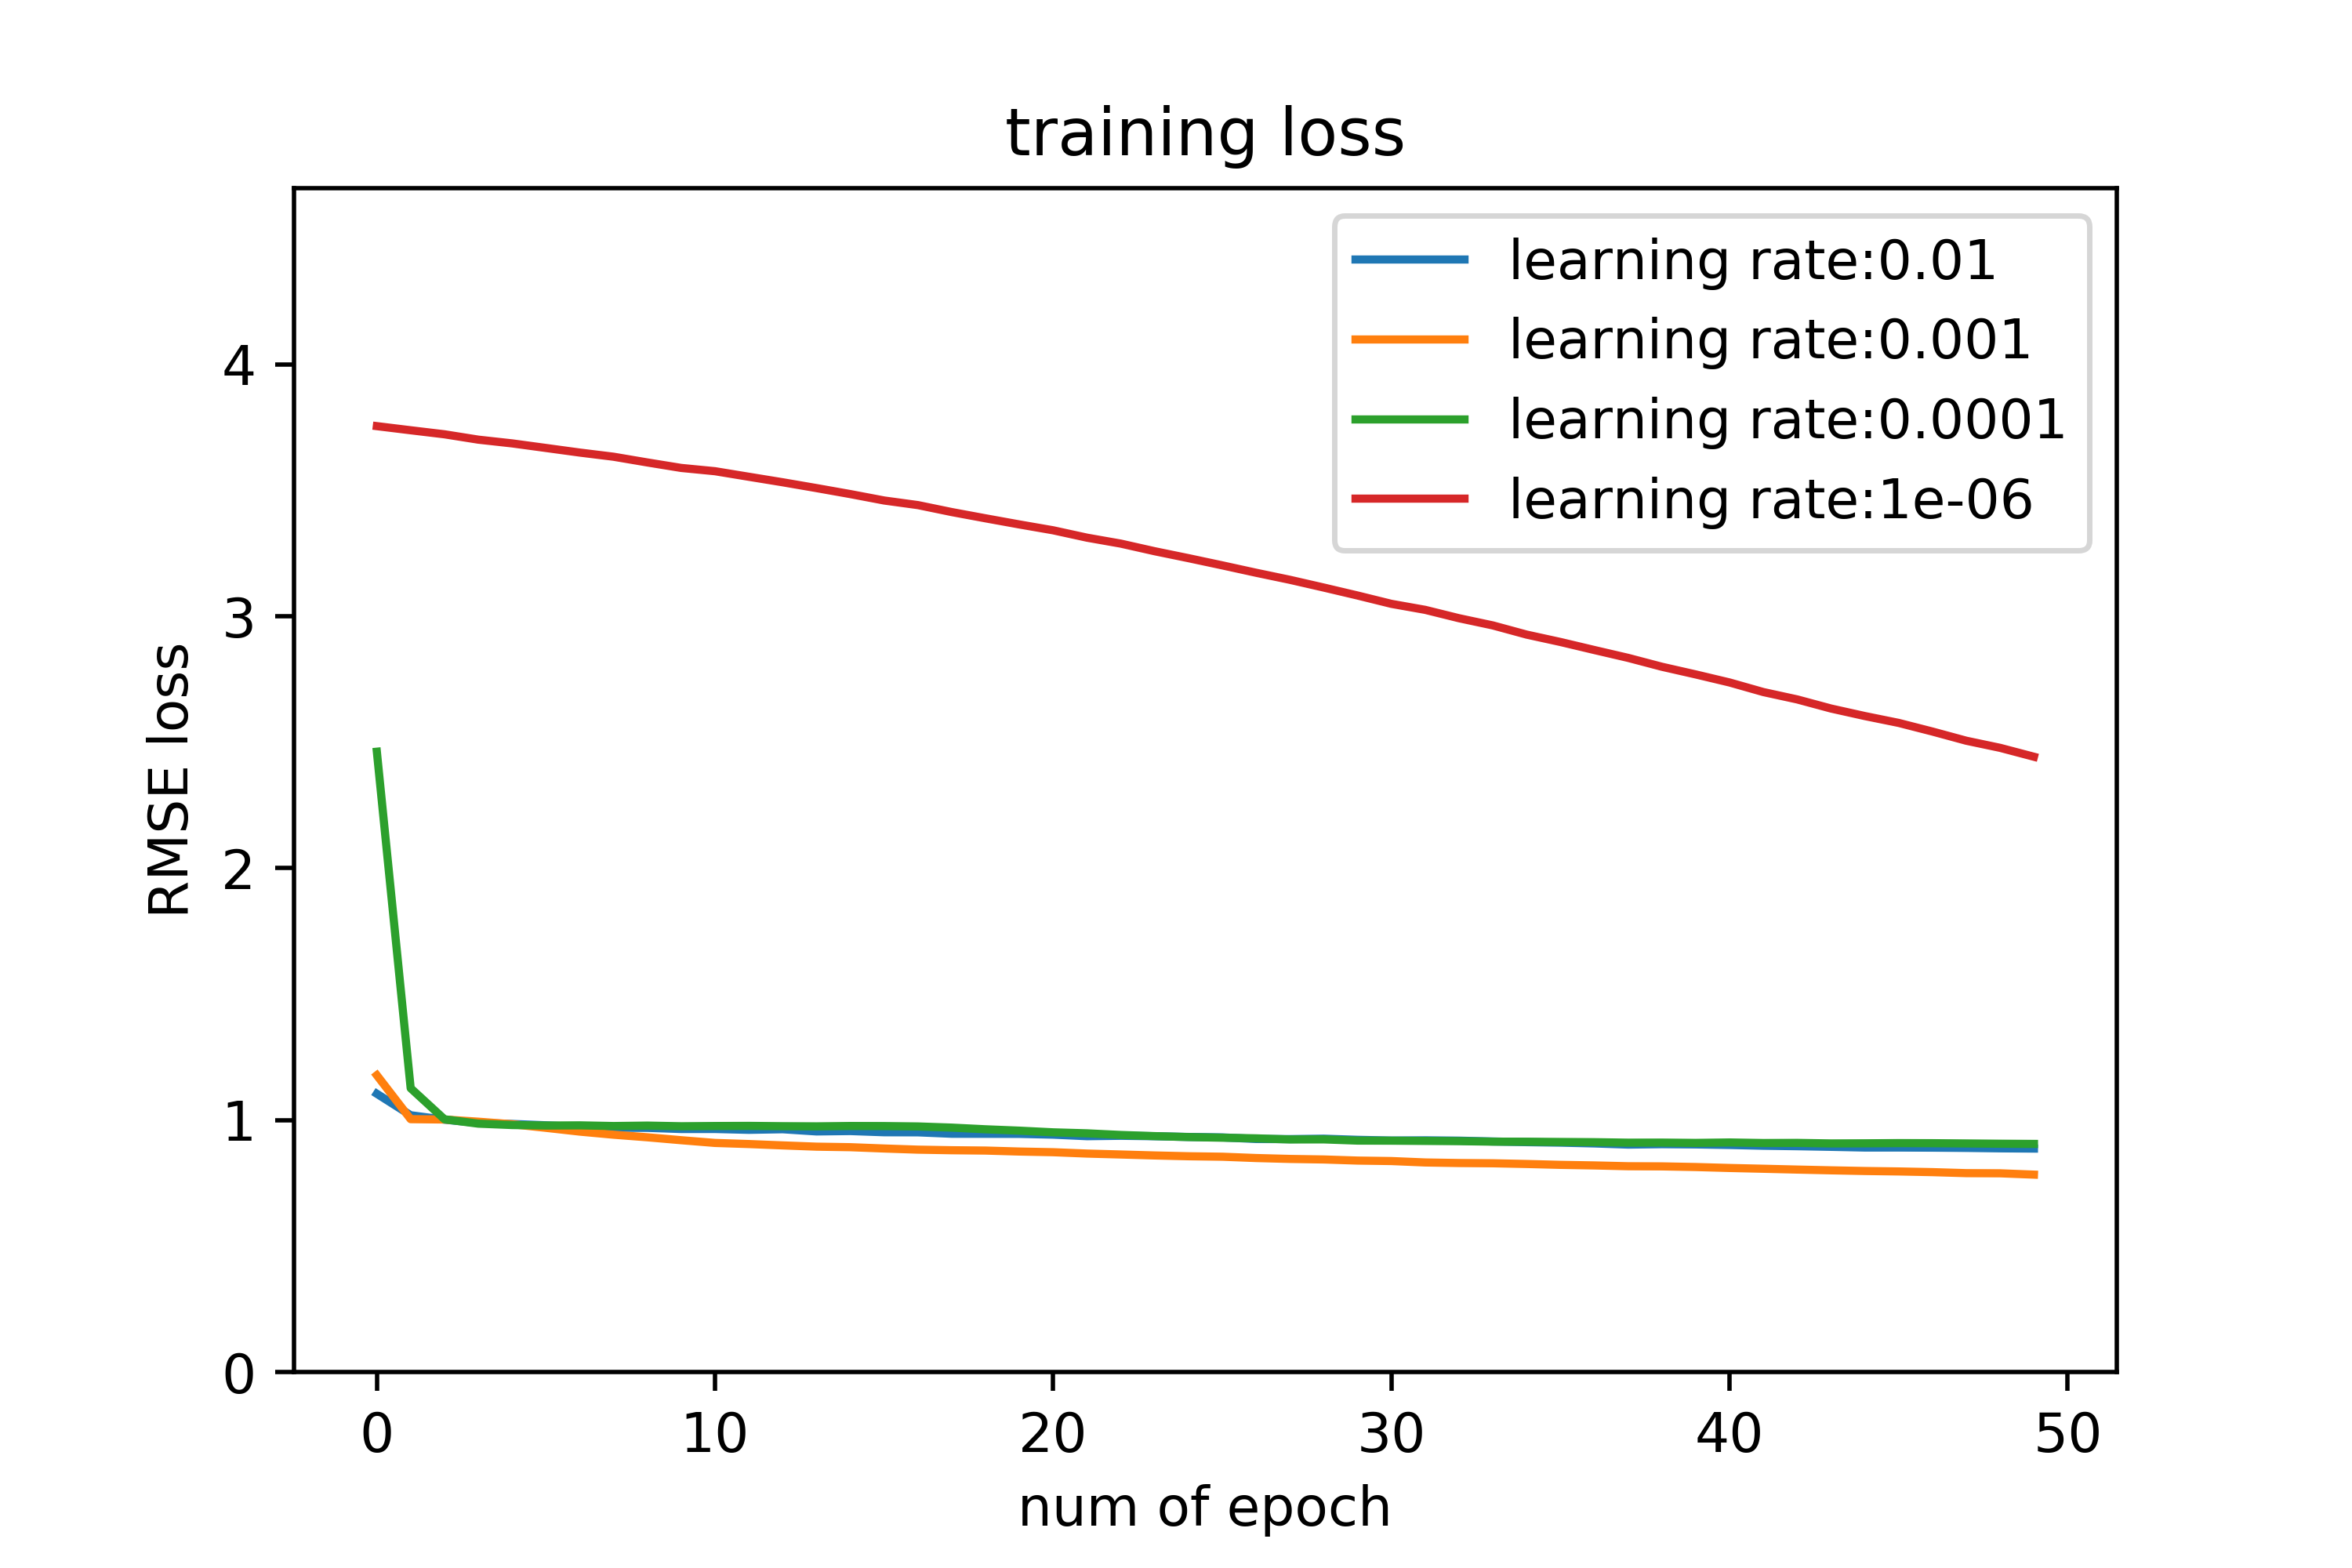 training loss
learning rate:0.01
learning rate:0.001
learning rate:0.0001
learning rate:1e-06
RMSE loss
4
3
2
1
0
0 10 20 30 40 50
num of epoch